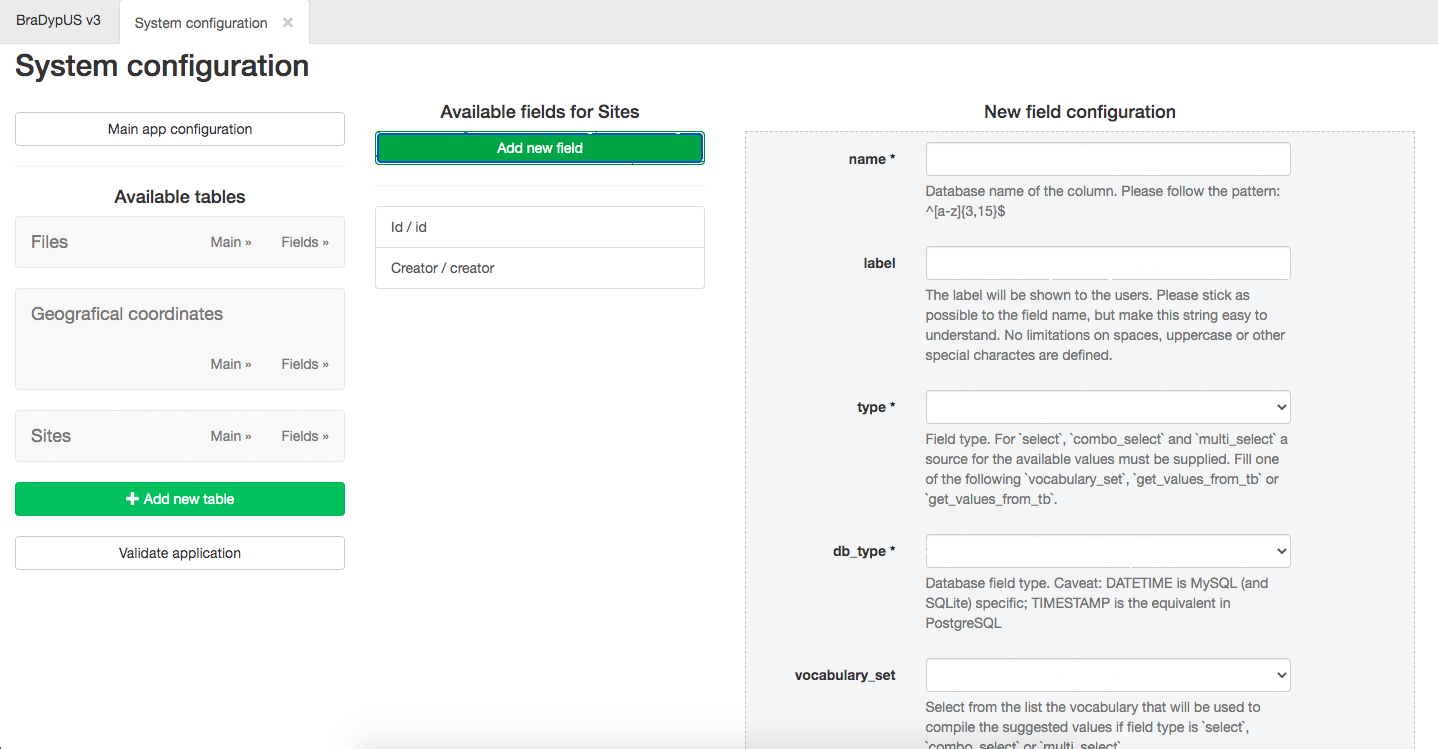 BraDypUS v3
System configuration ×
System configuration
Main app configuration
Available tables
Files Main » Fields »
Geografical coordinates
Main » Fields »
Sites Main » Fields »
+ Add new table
Validate application
Available fields for Sites
Add new field
Id / id
Creator / creator
New field configuration
name *
Database name of the column. Please follow the pattern:
^[a-z]{3,15}$
label
The label will be shown to the users. Please stick as
possible to the field name, but make this string easy to
understand. No limitations on spaces, uppercase or other
special charactes are defined.
type *
Field type. For `select`, `combo_select` and `multi_select` a
source for the available values must be supplied. Fill one
of the following `vocabulary_set`, `get_values_from_tb` or
`get_values_from_tb`.
db_type *
Database field type. Caveat: DATETIME is MySQL (and
SQLite) specific; TIMESTAMP is the equivalent in
PostgreSQL
vocabulary_set
Select from the list the vocabulary that will be used to
compile the suggested values if field type is `select`,
`combo_select` or `multi_select`